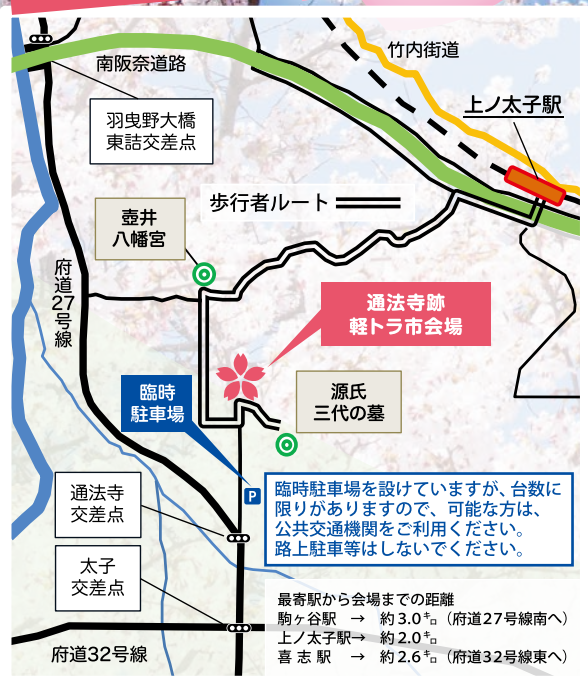 竹内街道
南阪奈道路
上ノ太子駅
羽曳野大橋
東詰交差点
歩行者ルート
壺井
八幡宮
府道27号線
通法寺跡
軽トラ市会場
臨時
駐車場
源氏
三代の墓
P
臨時駐車場を設けていますが、台数に
限りがありますので、可能な方は、
公共交通機関をご利用ください。
路上駐車等はしないでください。
通法寺
交差点
太子
交差点
最寄駅から会場までの距離
駒ヶ谷駅 → 約3.0㌔（府道27号線南へ）
上ノ太子駅→ 約2.0㌔
喜志駅 → 約2.6㌔（府道32号線東へ）
府道32号線